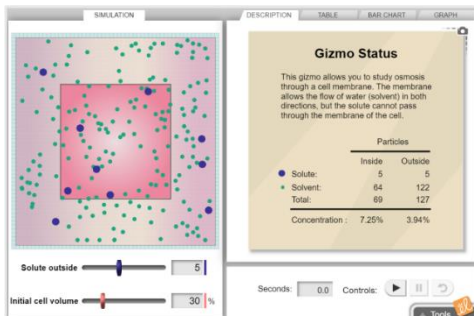 SIMULATION
DESCRIPTION TABLE BAR CHART GRAPH
Gizmo Status
This gizmo allows you to study osmosis
through a cell membrane. The membrane
allows the flow of water (solvent) in both
directions, but the solute cannot pass
through the membrane of the cell.
Particles
Inside Outside
Solute: 5 5
Solvent: 64 122
Total: 69 127
Concentration : 7.25% 3.94%
Solute outside 5
Initial cell volume 30 %
Seconds: 0.0 Controls:
Tools